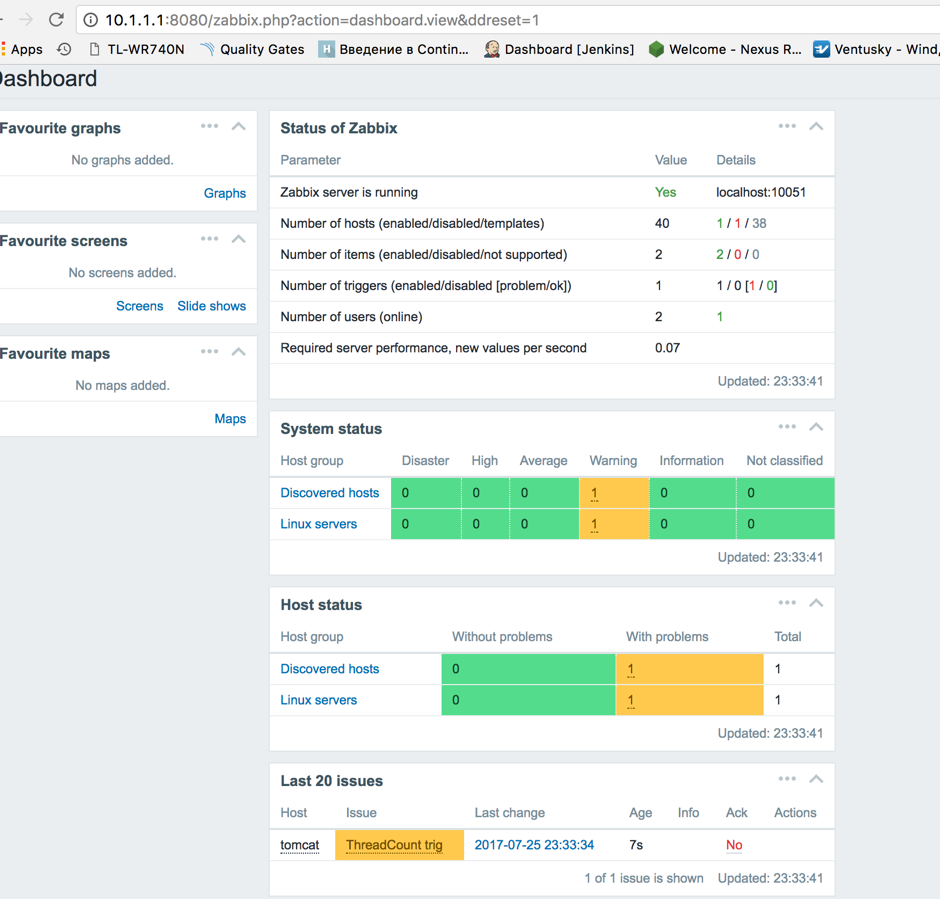 10.1.1.1:8080/zabbix.php?action=dashboard.view&ddreset=1
Apps TL-WR740N Quality Gates H Введение в Contin... Dashboard [Jenkins] Welcome - Nexus R... Ventusky - Wind,
Dashboard
Favourite graphs
No graphs added.
Graphs
Favourite screens
No screens added.
Screens Slide shows
Favourite maps
No maps added.
Maps
Status of Zabbix
Parameter Value Details
Zabbix server is running Yes localhost:10051
Number of hosts (enabled/disabled/templates) 40 1 / 1 / 38
Number of items (enabled/disabled/not supported) 2 2 / 0 / 0
Number of triggers (enabled/disabled [problem/ok]) 1 1 / 0 [1 / 0]
Number of users (online) 2 1
Required server performance, new values per second 0.07
Updated: 23:33:41
System status
Host group Disaster High Average Warning Information Not classified
Discovered hosts 0 0 0 1 0 0
Linux servers 0 0 0 1 0 0
Updated: 23:33:41
Host status
Host group Without problems With problems Total
Discovered hosts 0 1 1
Linux servers 0 1 1
Updated: 23:33:41
Last 20 issues
Host Issue Last change Age Info Ack Actions
tomcat ThreadCount trig 2017-07-25 23:33:34 7s No
1 of 1 issue is shown Updated: 23:33:41